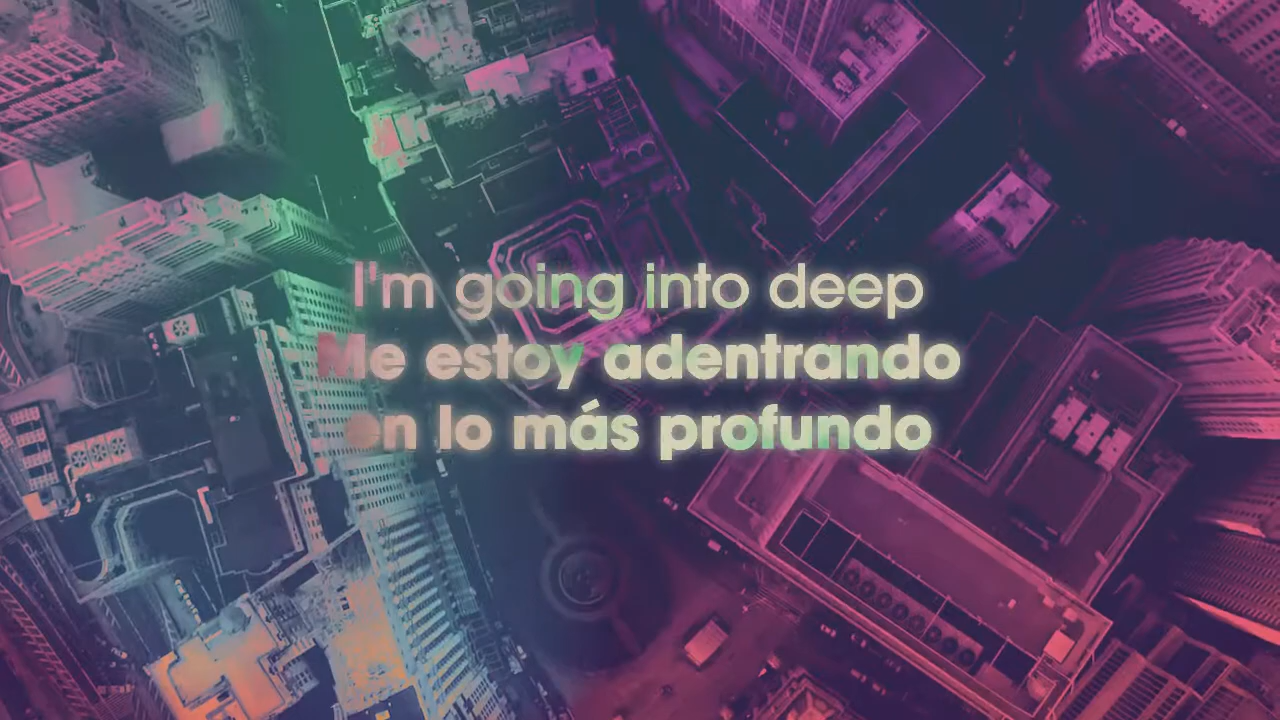 I'm going into deep
Me estoy adentrando
en lo más profundo